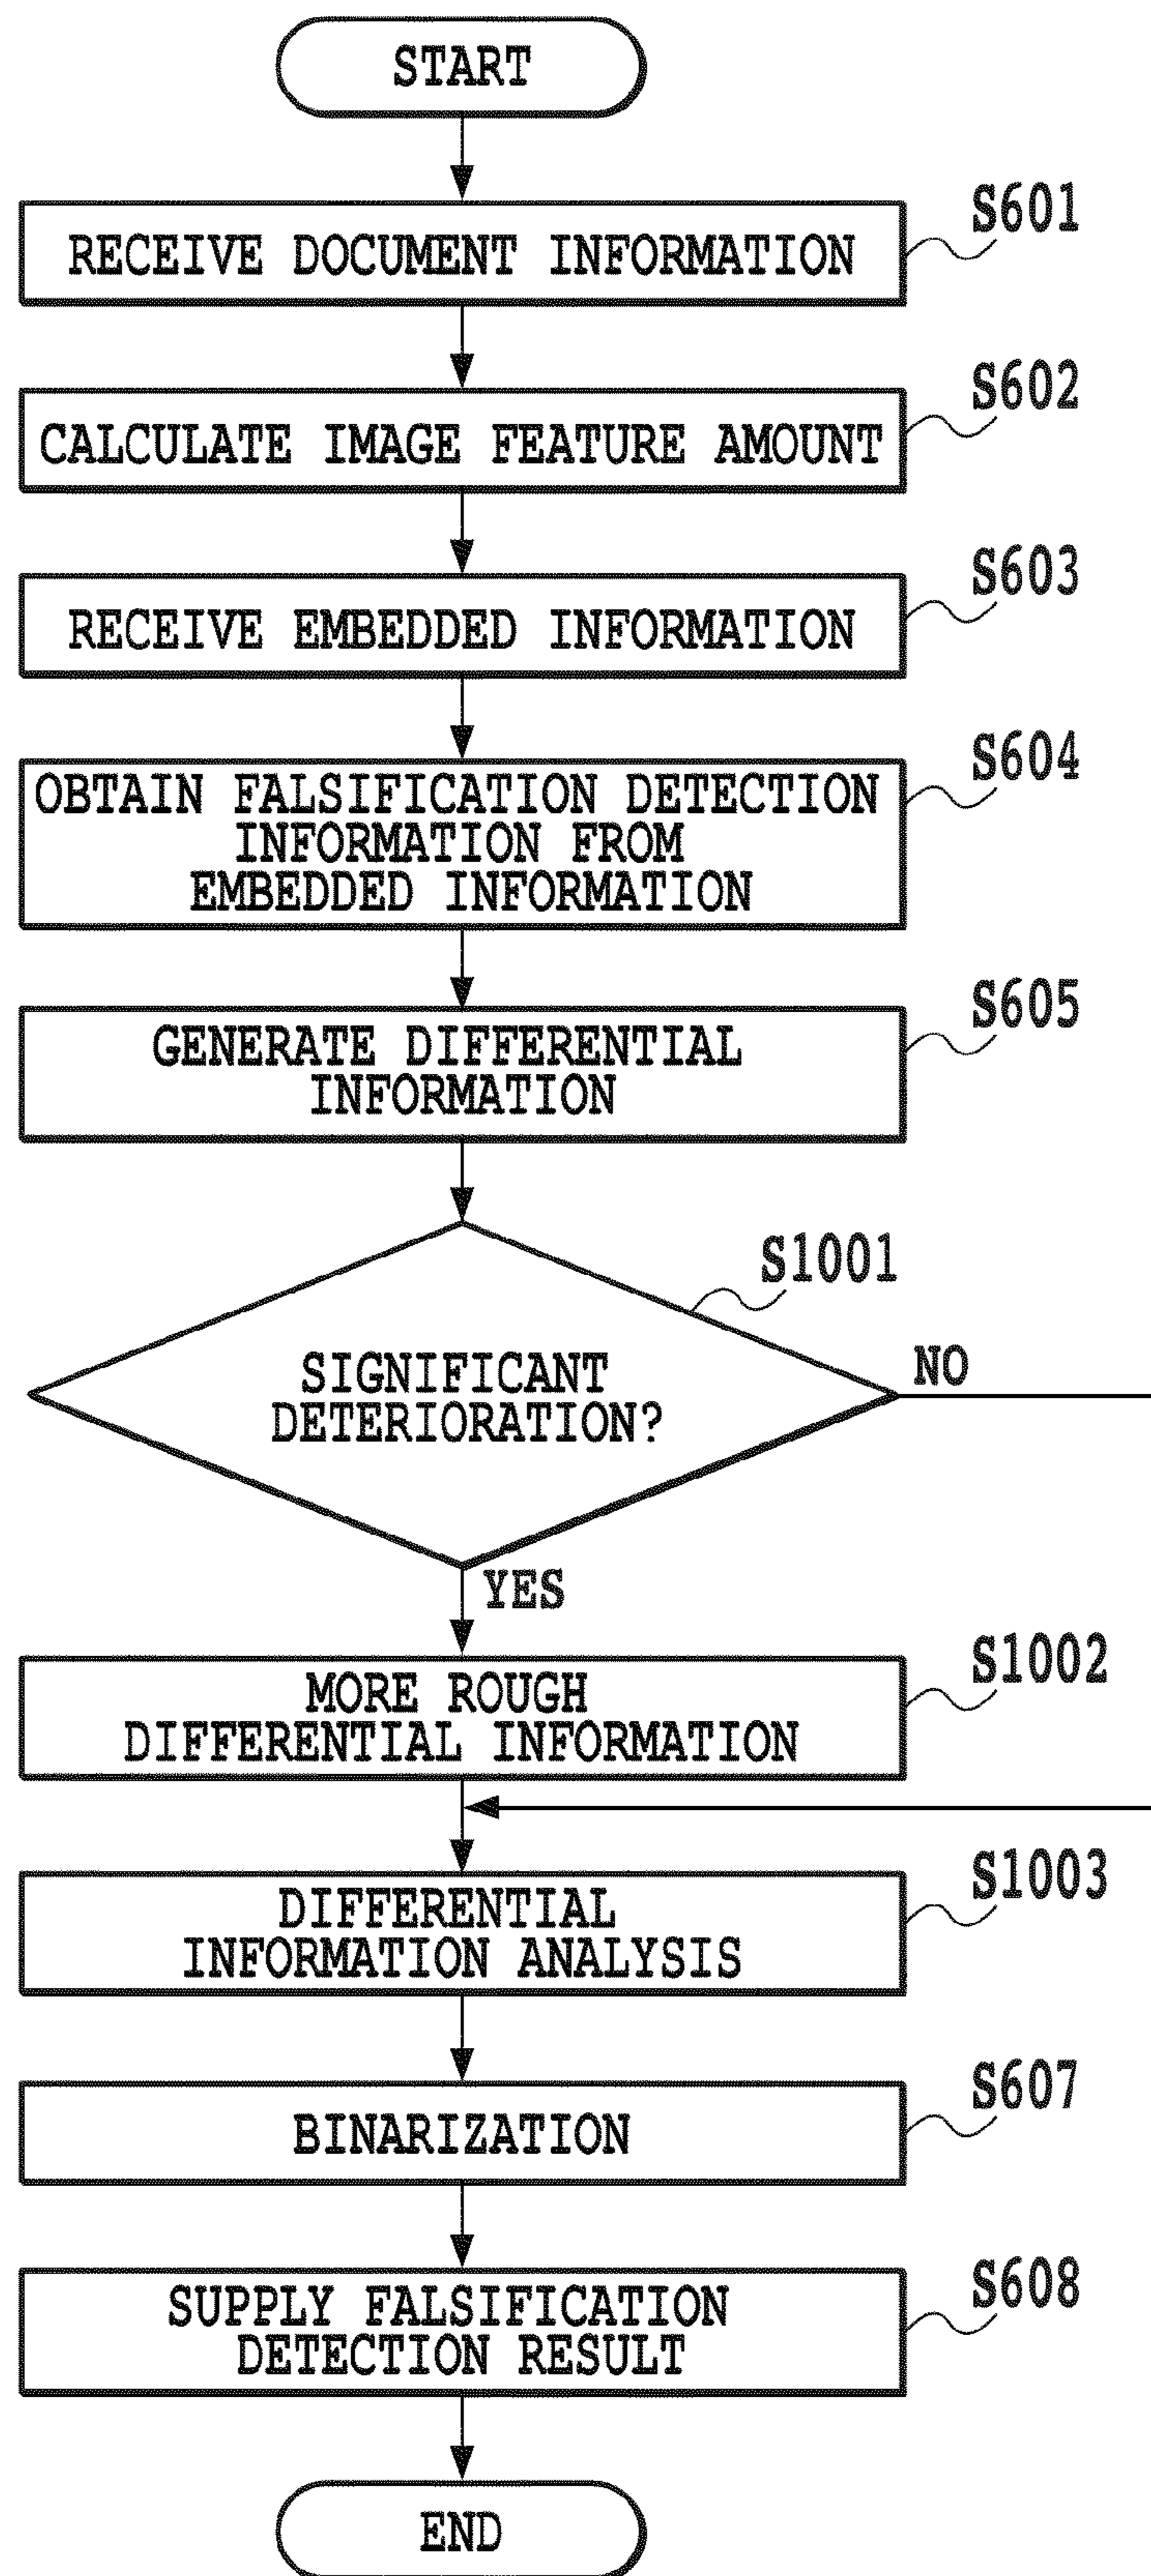 START
S601
RECEIVE DOCUMENT INFORMATION
S602
CALCULATE IMAGE FEATURE AMOUNT
S603
RECEIVE EMBEDDED INFORMATION
S604
OBTAIN FALSIFICATION DETECTION
INFORMATION FROM
EMBEDDED INFORMATION
S605
GENERATE DIFFERENTIAL
INFORMATION
S1001
SIGNIFICANT
DETERIORATION?
NO
YES
S1002
MORE ROUGH
DIFFERENTIAL INFORMATION
S1003
DIFFERENTIAL
INFORMATION ANALYSIS
S607
BINARIZATION
S608
SUPPLY FALSIFICATION
DETECTION RESULT
END